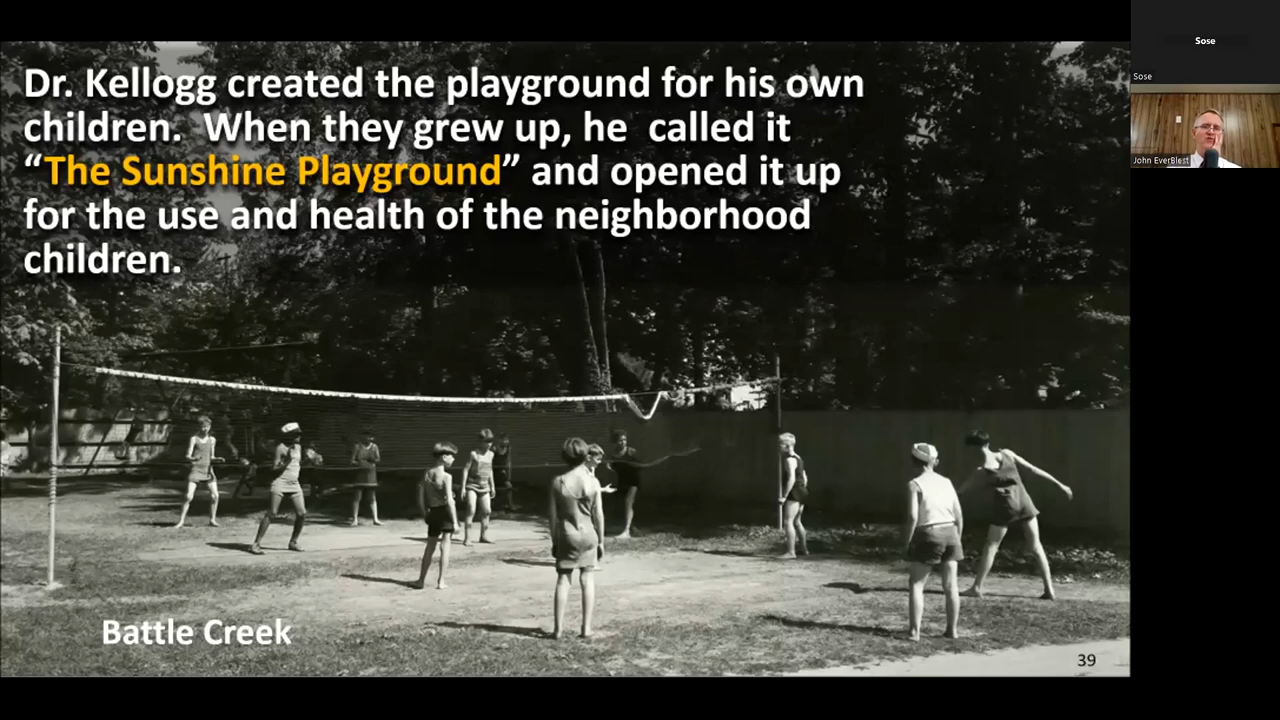 Dr. Kellogg created the playground for his own
children.  When they grew up, he  called it
“The Sunshine Playground” and opened it up
for the use and health of the neighborhood
children.
Battle Creek
39
Sose
Sose
John EverBlest